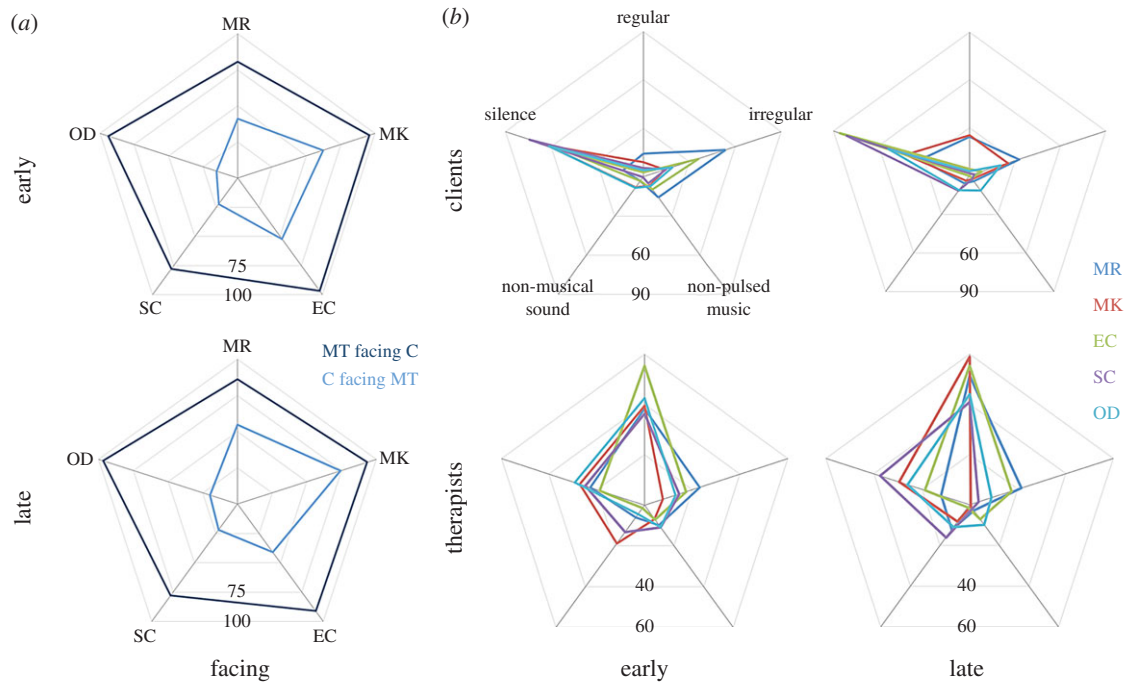 (a)
MR
early
OD
MK
75
SC
100
EC
MR
MT facing C
C facing MT
late
OD
MK
75
100
SC
EC
facing
(b)
regular
silence
irregular
clients
60
non-musical
sound
90
non-pulsed
music
60
90
MR
MK
EC
SC
OD
therapists
40
60
40
60
early
late